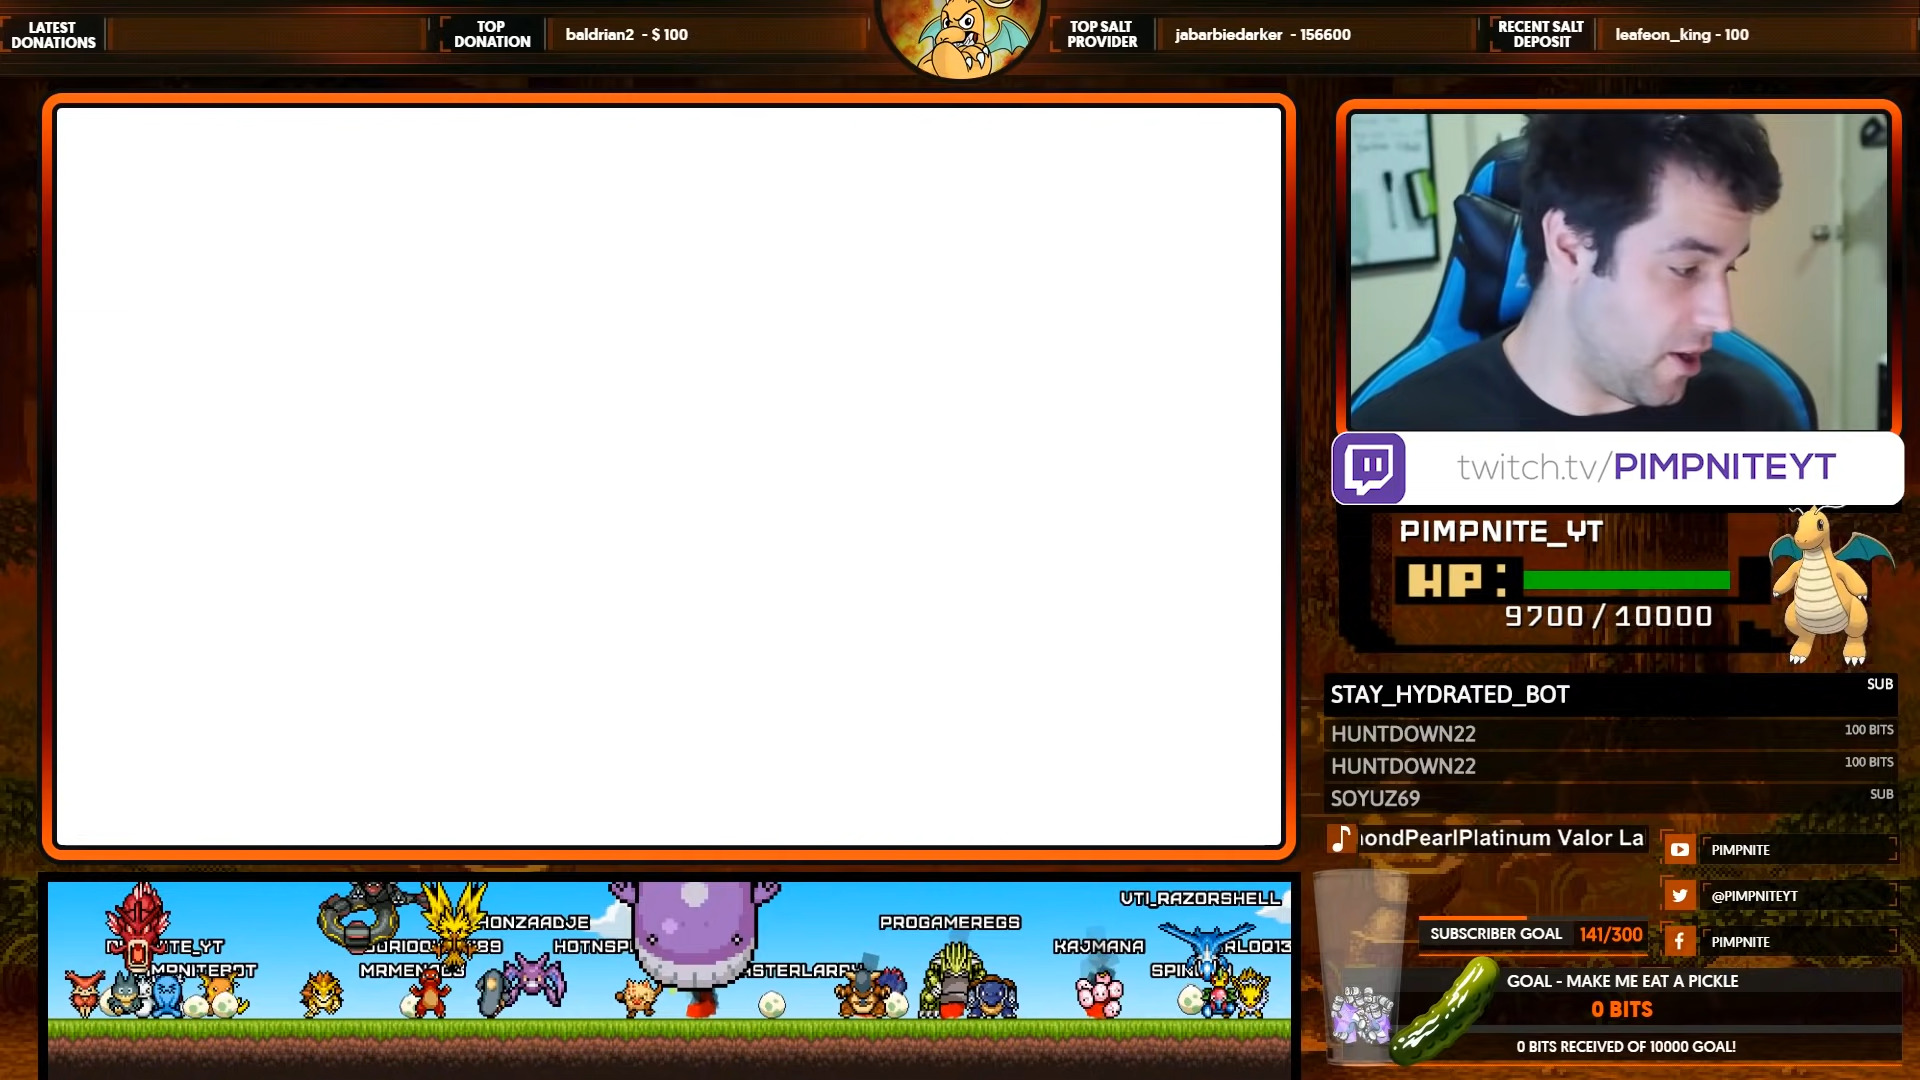 LATEST
DONATIONS
TOP
DONATION
baldrian2 - $ 100
TOP SALT
PROVIDER
jabarbiedarker - 156600
RECENT SALT
DEPOSIT
leafeon_king - 100
twitch.tv/PIMPNITEYT
PIMPNITE_YT
HP:
9700 / 10000
STAY_HYDRATED_BOT SUB
HUNTDOWN22 100 BITS
HUNTDOWN22 100 BITS
SOYUZ69 SUB
ondPearlPlatinum Valor La
PIMPNITE
@PIMPNITEYT
SUBSCRIBER GOAL 141/300
PIMPNITE
GOAL - MAKE ME EAT A PICKLE
0 BITS
0 BITS RECEIVED OF 10000 GOAL!
VTI_RAZORSHELL
HONZAADJE
PROGAMEREGS
KAJMANA